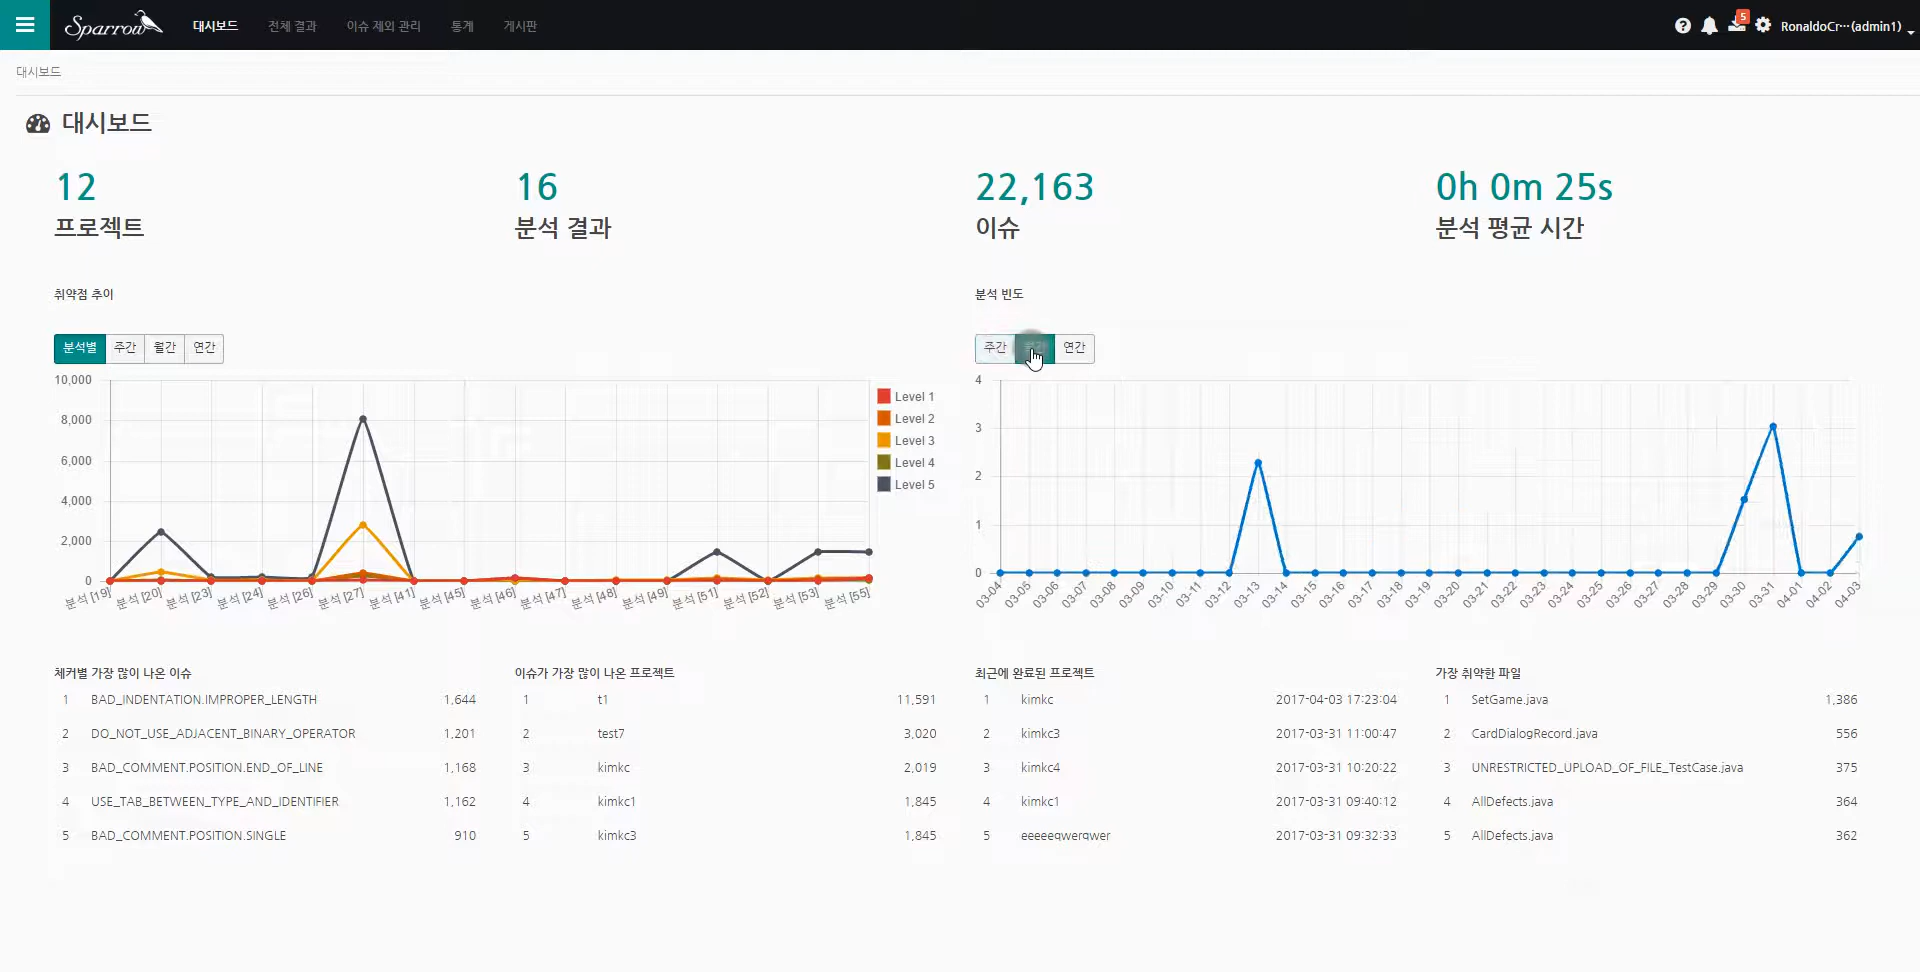 Sparrow 대시보드 전체 결과 이슈 제외 관리 통계 게시판 5 RonaldoCr···(admin1)
대시보드
대시보드
12
프로젝트
16
분석 결과
22,163
이슈
0h 0m 25s
분석 평균 시간
취약점 추이
분석별 주간 월간 연간
10,000
8,000
6,000
4,000
2,000
0
분석 [19] 분석 [20] 분석 [23] 분석 [24] 분석 [26] 분석 [27] 분석 [41] 분석 [45] 분석 [46] 분석 [47] 분석 [48] 분석 [49] 분석 [51] 분석 [52] 분석 [53] 분석 [55]
Level 1
Level 2
Level 3
Level 4
Level 5
분석 빈도
주간 연간
4
3
2
1
0
03-04 03-05 03-06 03-07 03-08 03-09 03-10 03-11 03-12 03-13 03-14 03-15 03-16 03-17 03-18 03-19 03-20 03-21 03-22 03-23 03-24 03-25 03-26 03-27 03-28 03-29 03-30 03-31 04-01 04-02 04-03
체커별 가장 많이 나온 이슈
1 BAD_INDENTATION.IMPROPER_LENGTH 1,644
2 DO_NOT_USE_ADJACENT_BINARY_OPERATOR 1,201
3 BAD_COMMENT.POSITION.END_OF_LINE 1,168
4 USE_TAB_BETWEEN_TYPE_AND_IDENTIFIER 1,162
5 BAD_COMMENT.POSITION.SINGLE 910
이슈가 가장 많이 나온 프로젝트
1 t1 11,591
2 test7 3,020
3 kimkc 2,019
4 kimkc1 1,845
5 kimkc3 1,845
최근에 완료된 프로젝트
1 kimkc 2017-04-03 17:23:04
2 kimkc3 2017-03-31 11:00:47
3 kimkc4 2017-03-31 10:20:22
4 kimkc1 2017-03-31 09:40:12
5 eeeeeqwerqwer 2017-03-31 09:32:33
가장 취약한 파일
1 SetGame.java 1,386
2 CardDialogRecord.java 556
3 UNRESTRICTED_UPLOAD_OF_FILE_TestCase.java 375
4 AllDefects.java 364
5 AllDefects.java 362